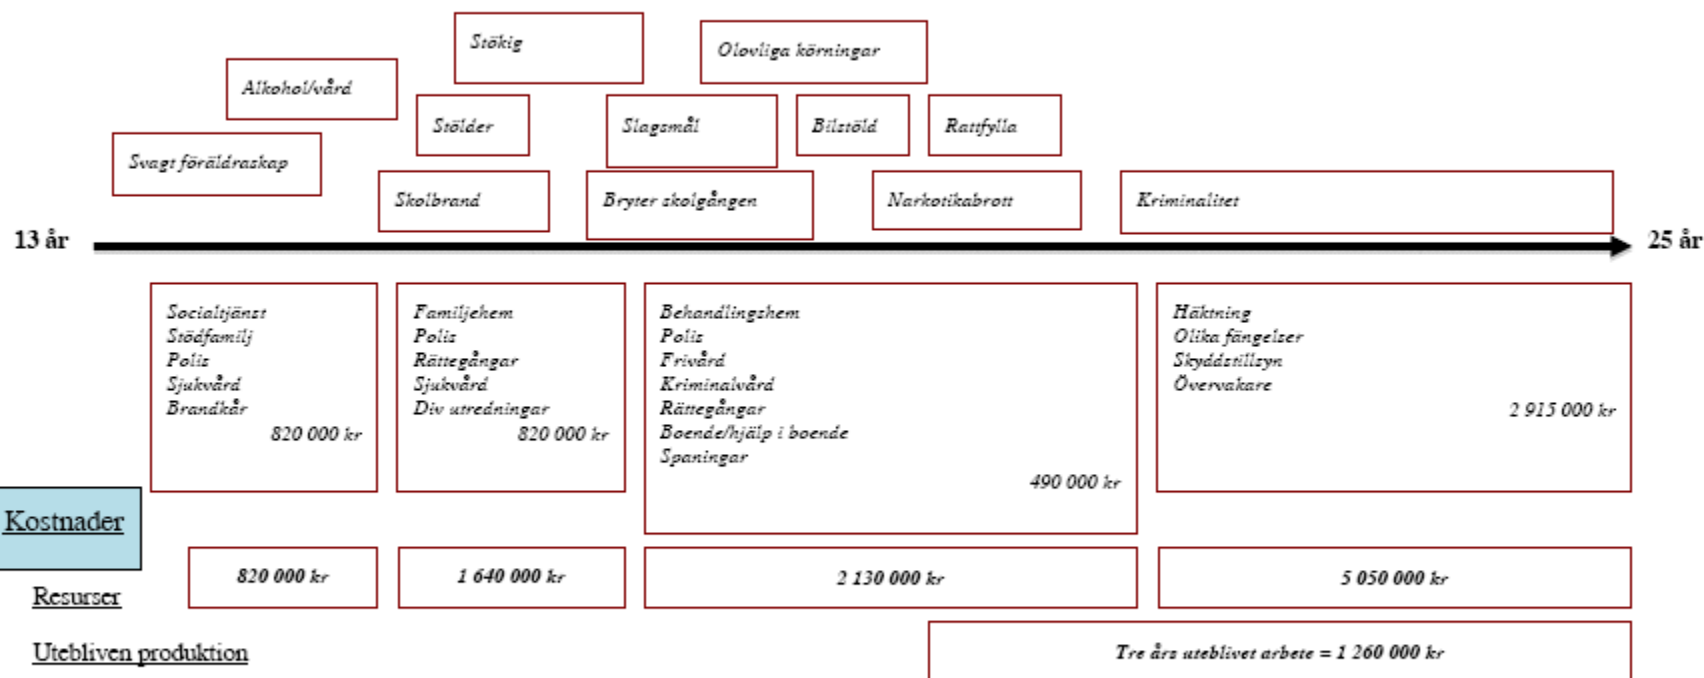 Stökig
Olovliga körningar
Alkohol/vård
Stölder
Slagsmål
Bilstöld
Rattfylla
Svagt föräldraskap
Skolbrand
Bryter skolgången
Narkotikabrott
Kriminalitet
13 år
25 år
Socialtjänst
Stödfamilj
Polis
Sjukvård
Brandkår
820 000 kr
Familjehem
Polis
Rättegångar
Sjukvård
Div utredningar
820 000 kr
Behandlingshem
Polis
Frivård
Kriminalvård
Rättegångar
Boende/hjälp i boende
Spaningar
490 000 kr
Häktning
Olika fängelser
Skyddstillsyn
Övervakare
2 915 000 kr
Kostnader
Resurser
820 000 kr
1 640 000 kr
2 130 000 kr
5 050 000 kr
Utebliven produktion
Tre års uteblivet arbete = 1 260 000 kr